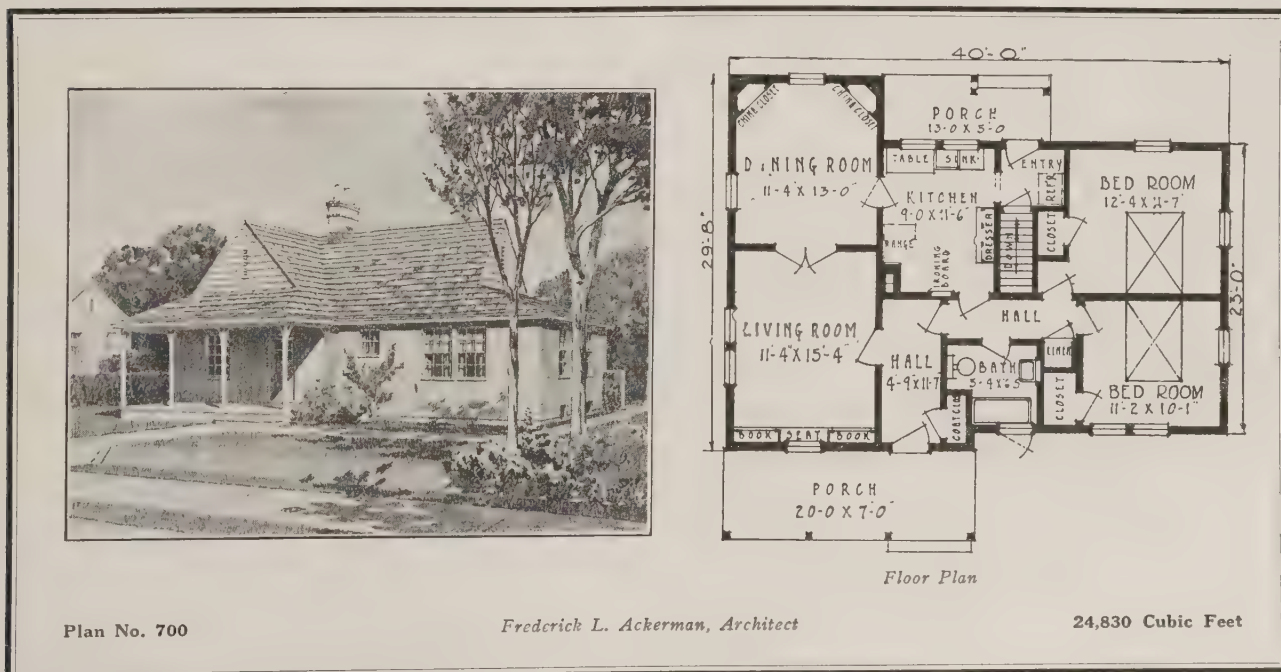 40'-0"
CHINA CLOSET
CHINA CLOSET
PORCH
13-0 X 5-0
DINING ROOM
11'-4" X 13'-0"
TABLE
SINK
ENTRY
REFR
KITCHEN
9-0 X 11-6"
BED ROOM
RANGE
DRESSER
DOWN
CLOSET
IRONING BOARD
29'-8"
23'-0"
HALL
LIVING ROOM
11'-4" X 15'-4"
HALL
4-9 X 11-7
BATH
LINEN
CLOSET
BED ROOM
11'-2 X 10-1"
BOOK SEAT BOOK
PORCH
20-0 X 7'-0"
Floor Plan
Plan No. 700
Frederick L. Ackerman, Architect
24,830 Cubic Feet